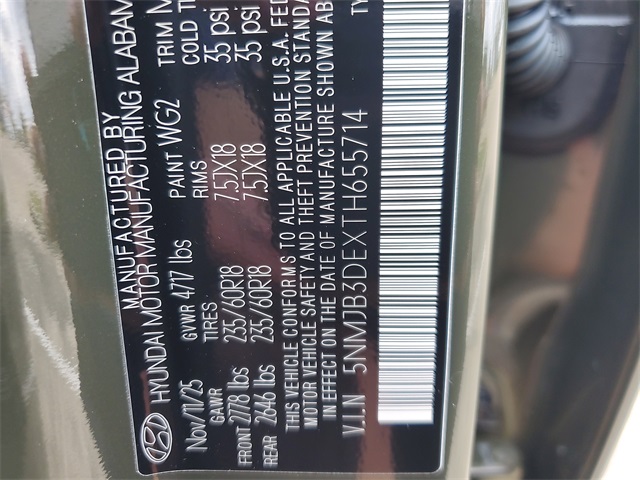 MANUFACTURED BY
HYUNDAI MOTOR MANUFACTURING ALABAMA
Nov/11/25 GVWR 4717 lbs PAINT WG2 TRIM
GAWR TIRES RIMS COLD
FRONT 2778 lbs 235/60R18 7.5JX18 35 psi
REAR 2646 lbs 235/60R18 7.5JX18 35 psi
THIS VEHICLE CONFORMS TO ALL APPLICABLE U.S.A. FED
MOTOR VEHICLE SAFETY THEFT PREVENTION STAN
IN EFFECT ON THE DATE OF MANUFACTURE SHOWN AB
V.I.N 5NMJB3DEXTH655714 TY